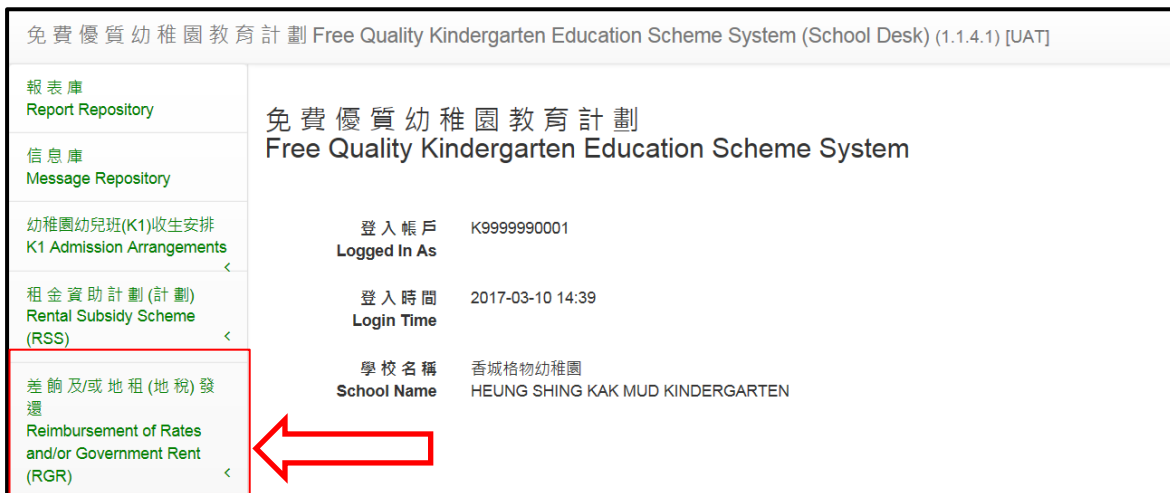 免費優質幼稚園教育計劃 Free Quality Kindergarten Education Scheme System (School Desk) (1.1.4.1) [UAT]
報表庫
Report Repository
信息庫
Message Repository
幼稚園幼兒班(K1)收生安排
K1 Admission Arrangements
租金資助計劃(計劃)
Rental Subsidy Scheme
(RSS)
差餉及/或地租(地稅)發
還
Reimbursement of Rates
and/or Government Rent
(RGR)
免費優質幼稚園教育計劃
Free Quality Kindergarten Education Scheme System
登入帳戶 K9999990001
Logged In As
登入時間 2017-03-10 14:39
Login Time
學校名稱 香城格物幼稚園
School Name HEUNG SHING KAK MUD KINDERGARTEN